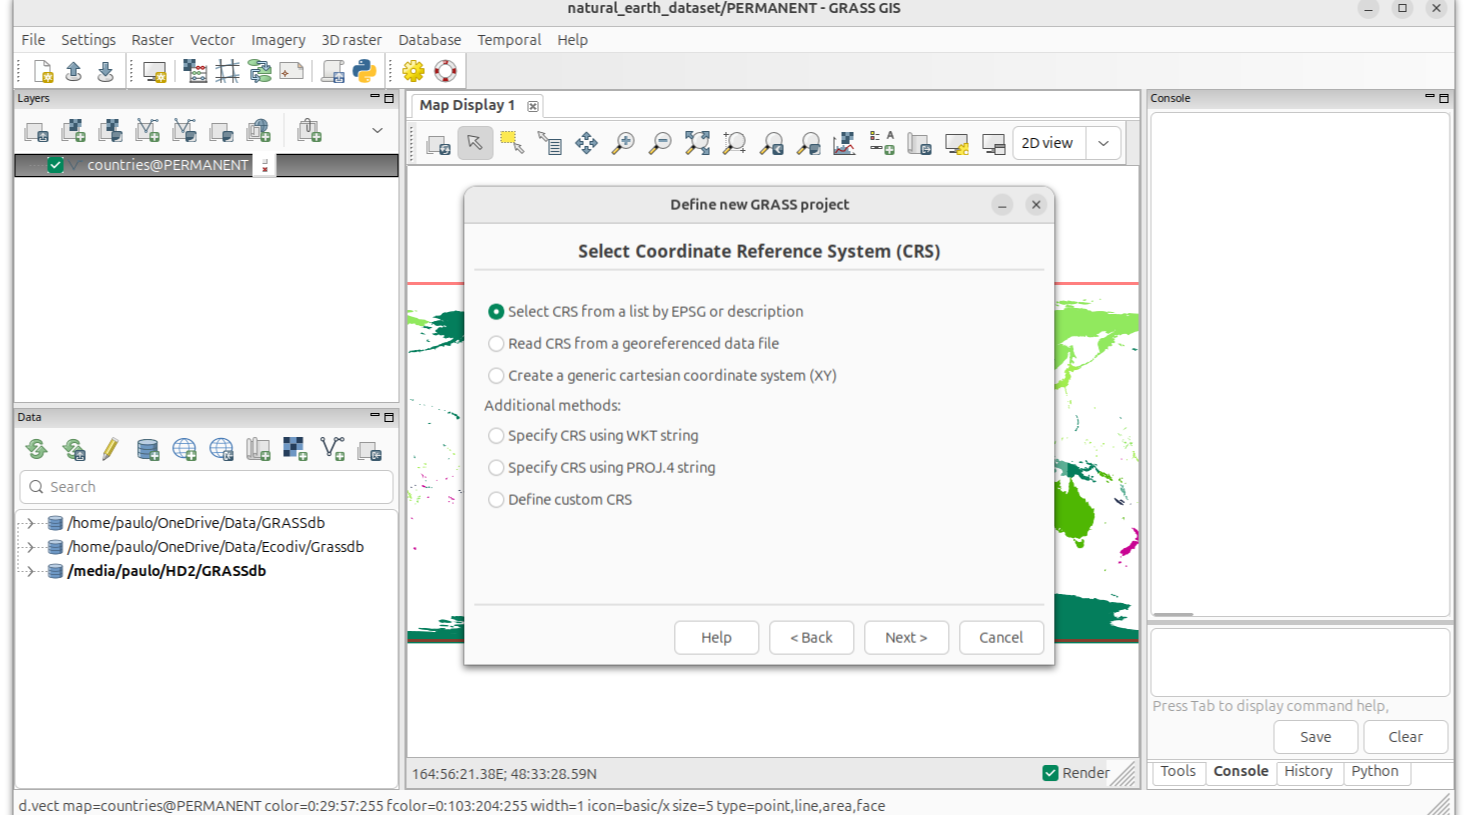 natural_earth_dataset/PERMANENT - GRASS GIS
File Settings Raster Vector Imagery 3D raster Database Temporal Help
Layers
countries@PERMANENT
Data
Search
/home/paulo/OneDrive/Data/GRASSdb
/home/paulo/OneDrive/Data/Ecodiv/Grassdb
/media/paulo/HD2/GRASSdb
Map Display 1
2D view
Define new GRASS project
Select Coordinate Reference System (CRS)
Select CRS from a list by EPSG or description
Read CRS from a georeferenced data file
Create a generic cartesian coordinate system (XY)
Additional methods:
Specify CRS using WKT string
Specify CRS using PROJ.4 string
Define custom CRS
Help < Back Next > Cancel
164:56:21.38E; 48:33:28.59N
Render
Console
Press Tab to display command help,
Save Clear
Tools Console History Python
d.vect map=countries@PERMANENT color=0:29:57:255 fcolor=0:103:204:255 width=1 icon=basic/x size=5 type=point,line,area,face